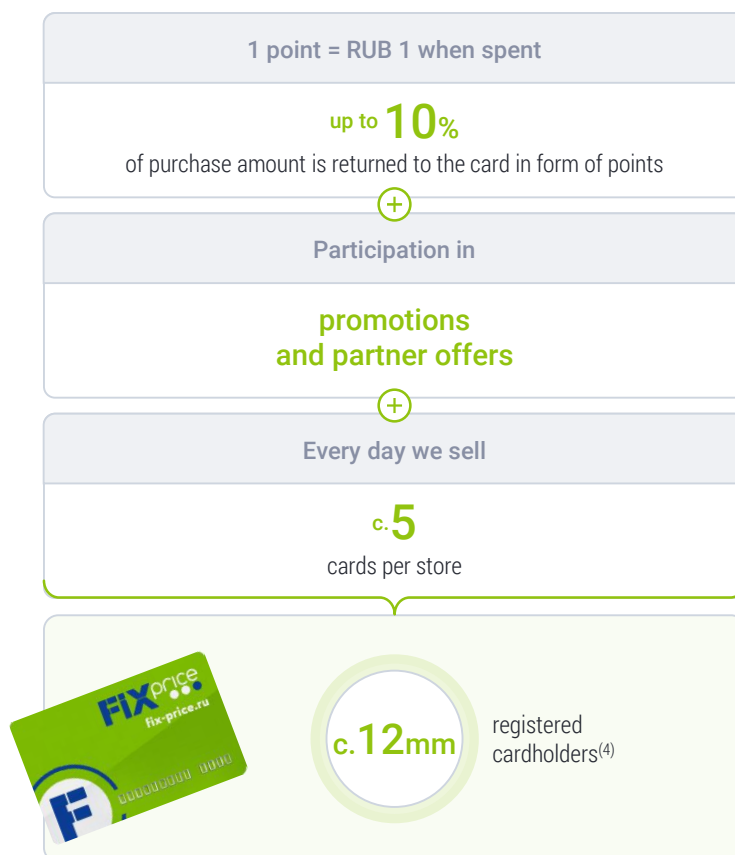 1 point = RUB 1 when spent
up to 10%
of purchase amount is returned to the card in form of points
Participation in
promotions
and partner offers
Every day we sell
c.5
cards per store
FiXprice
fix-price.ru
F
c.12mm
registered
cardholders(4)